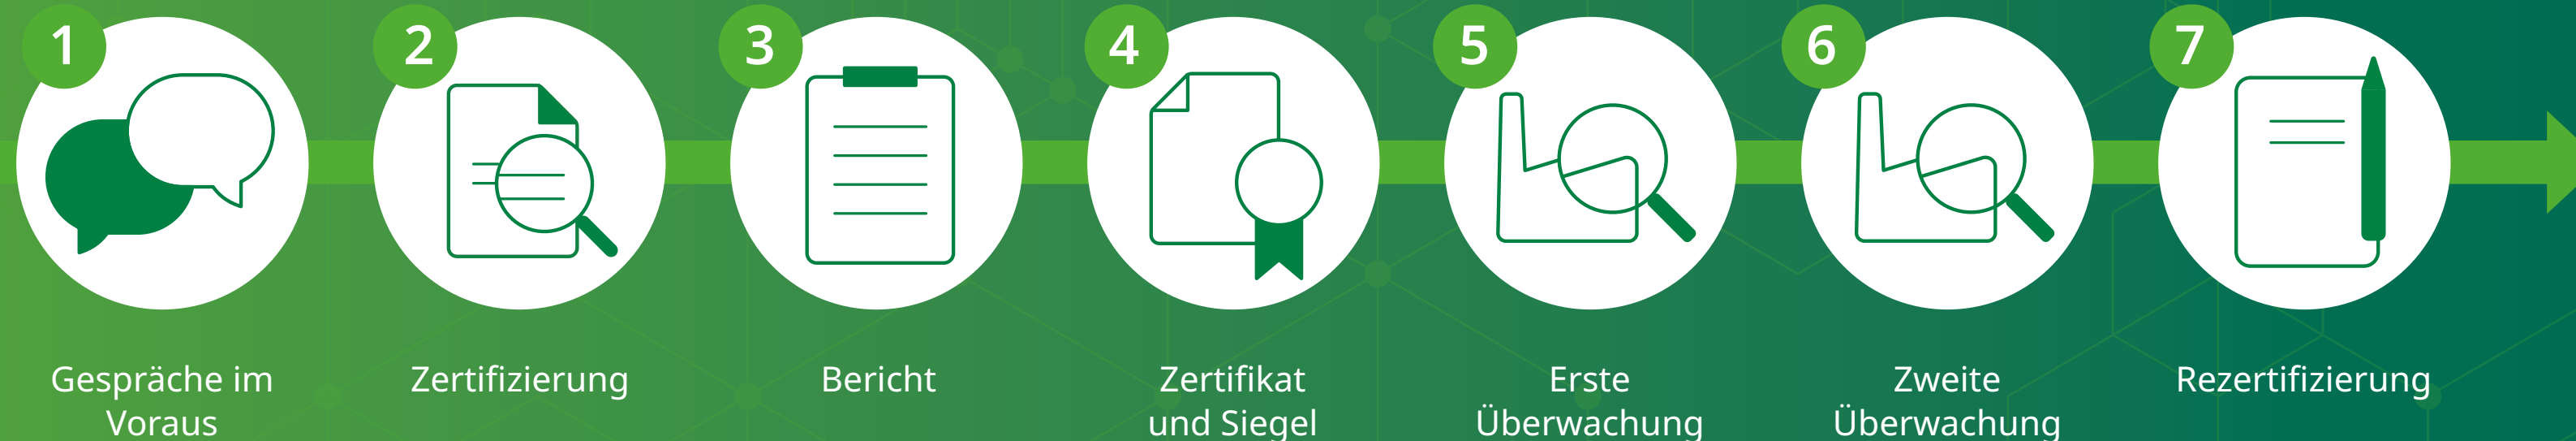 1
2
3
4
5
6
7
Gespräche im
Voraus
Zertifizierung
Bericht
Zertifikat
und Siegel
Erste
Überwachung
Zweite
Überwachung
Rezertifizierung